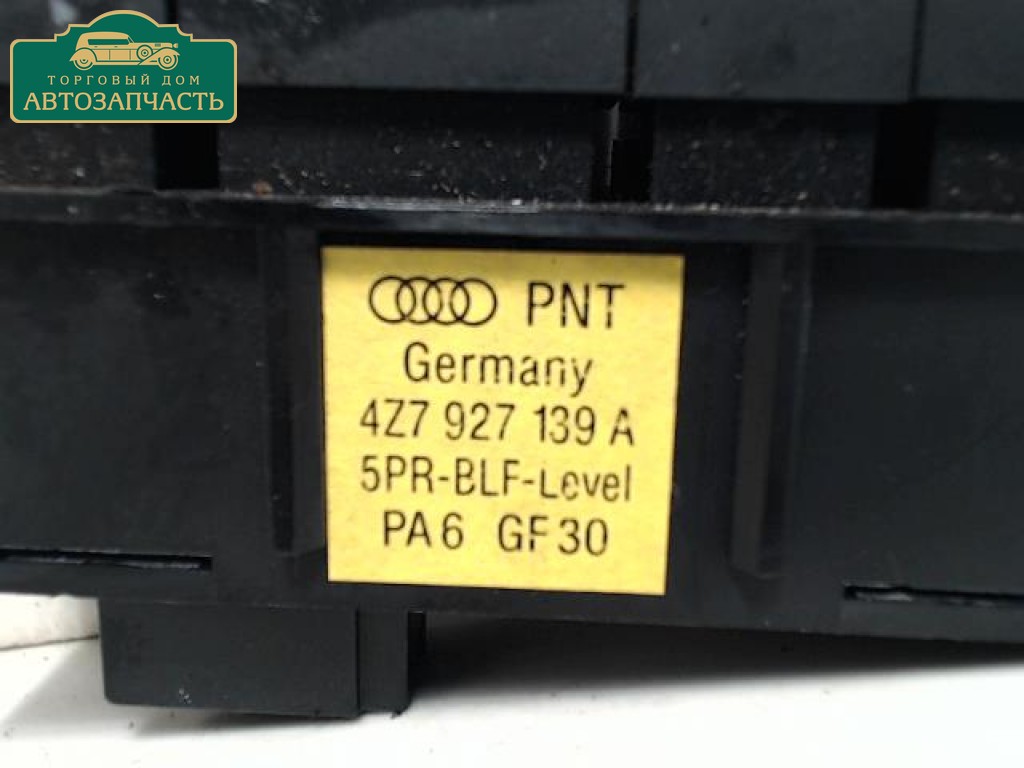 ТОРГОВЫЙ ДОМ
АВТОЗАПЧАСТЬ
PNT
Germany
4Z7 927 139 A
5PR-BLF-Level
PA6 GF30